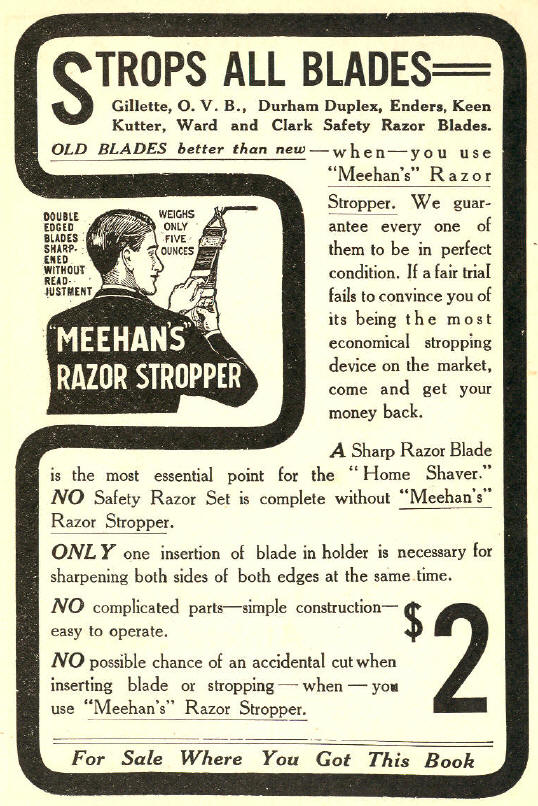 STROPS ALL BLADES
Gillette, O. V. B., Durham Duplex, Enders, Keen
Kutter, Ward and Clark Safety Razor Blades.
OLD BLADES better than new—when—you use
"Meehan's" Razor
Stropper. We guar-
antee every one of
them to be in perfect
condition. If a fair trial
fails to convince you of
its being the most
economical stropping
device on the market,
come and get your
money back.
DOUBLE
EDGED
BLADES
SHARP-
ENED
WITHOUT
READ-
JUSTMENT
WEIGHS
ONLY
FIVE
OUNCES
"MEEHAN'S"
RAZOR STROPPER
A Sharp Razor Blade
is the most essential point for the "Home Shaver."
NO Safety Razor Set is complete without "Meehan's"
Razor Stropper.
ONLY one insertion of blade in holder is necessary for
sharpening both sides of both edges at the same time.
NO complicated parts—simple construction—
easy to operate.
NO possible chance of an accidental cut when
inserting blade or stropping—when—you
use "Meehan's" Razor Stropper.
$2
For Sale Where You Got This Book